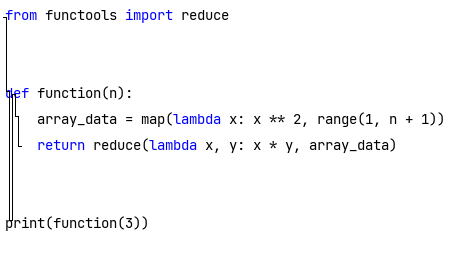 from functools import reduce
def function(n):
    array_data = map(lambda x: x ** 2, range(1, n + 1))
    return reduce(lambda x, y: x * y, array_data)
print(function(3))